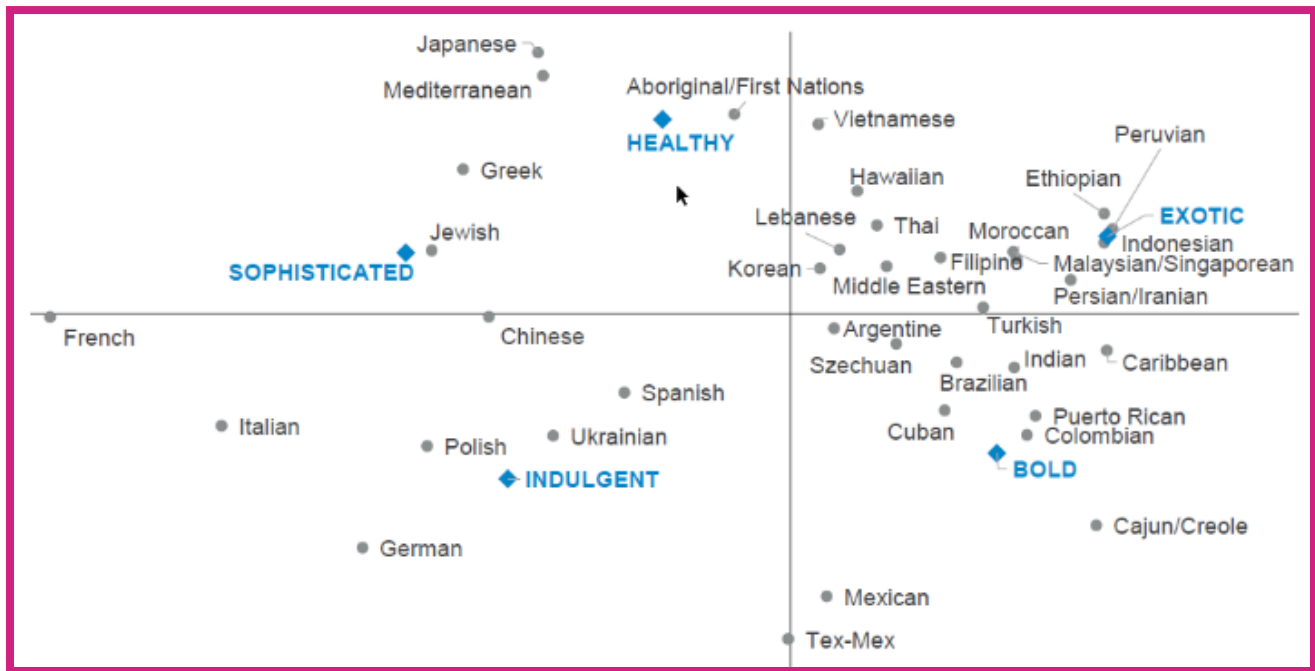 Japanese
Mediterranean
Aboriginal/First Nations
HEALTHY
Vietnamese
Peruvian
Greek
Hawaiian
Ethiopian
Lebanese
EXOTIC
Jewish
Thai
Moroccan
Indonesian
SOPHISTICATED
Korean
Filipino
Malaysian/Singaporean
Middle Eastern
Persian/Iranian
French
Chinese
Argentine
Turkish
Szechuan
Indian
Caribbean
Brazilian
Spanish
Italian
Cuban
Puerto Rican
Polish
Ukrainian
Colombian
INDULGENT
BOLD
Cajun/Creole
German
Mexican
Tex-Mex